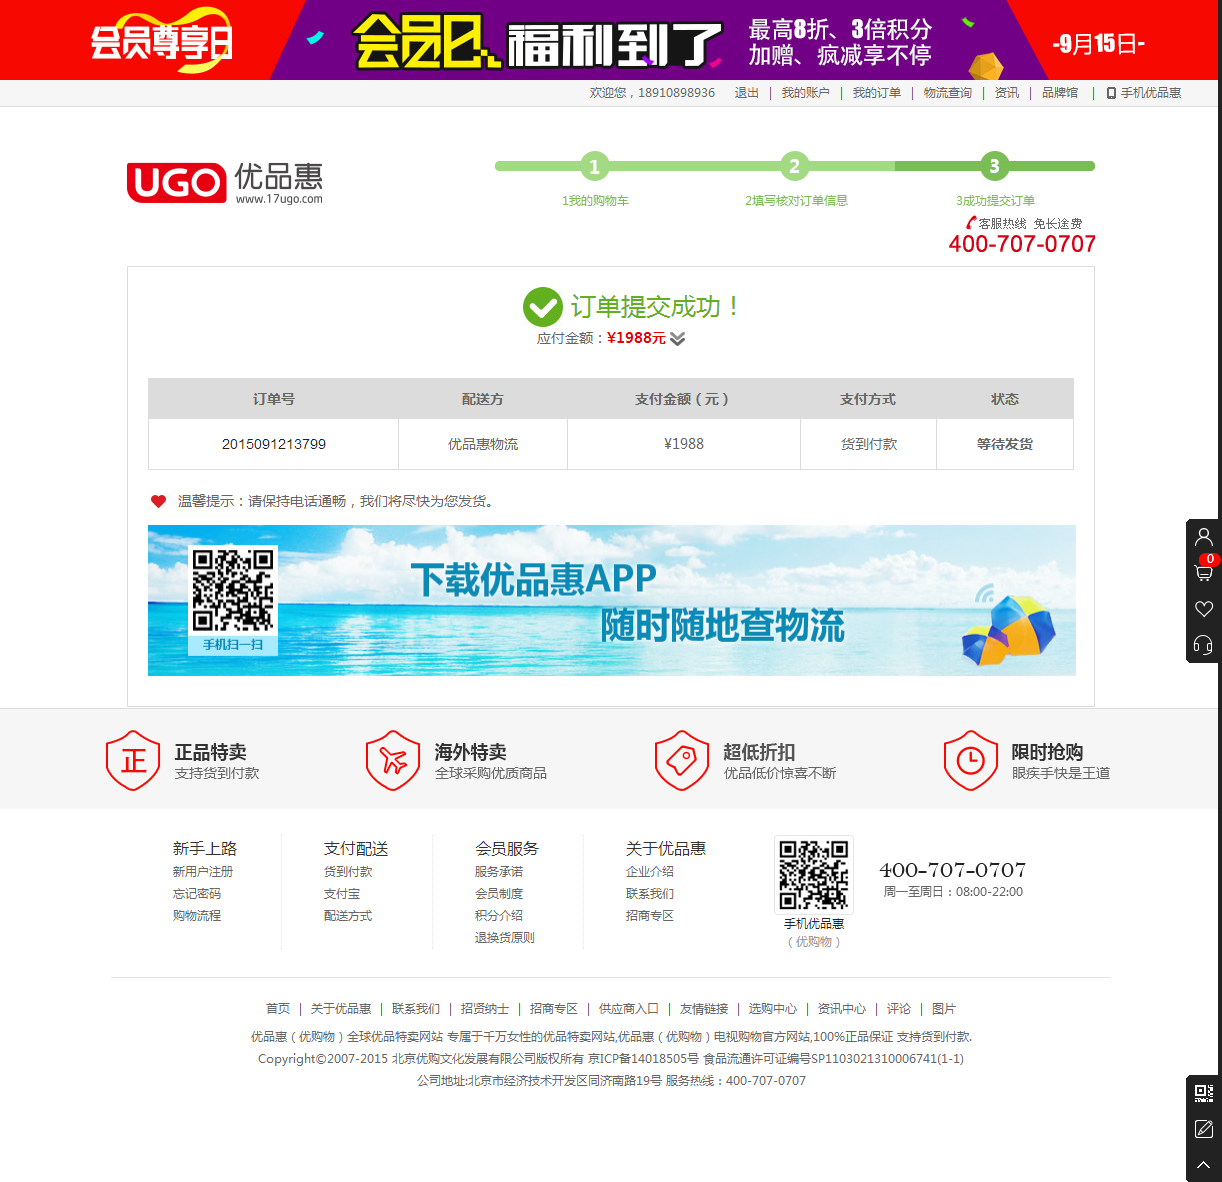 会员尊享日
会员日、福利到了
最高8折、3倍积分
加赠、疯减享不停
-9月15日-
欢迎您，18910898936 退出 | 我的账户 | 我的订单 | 物流查询 | 资讯 | 品牌馆 | 手机优品惠
UGO 优品惠
www.17ugo.com
1 2 3
1我的购物车 2填写核对订单信息 3成功提交订单
客服热线 免长途费
400-707-0707
订单提交成功！
应付金额：¥1988元
订单号 配送方 支付金额（元） 支付方式 状态
2015091213799 优品惠物流 ¥1988 货到付款 等待发货
温馨提示：请保持电话通畅，我们将尽快为您发货。
下载优品惠APP
随时随地查物流
手机扫一扫
0
正 正品特卖
支持货到付款
海外特卖
全球采购优质商品
超低折扣
优品低价惊喜不断
限时抢购
眼疾手快是王道
新手上路
新用户注册
忘记密码
购物流程
支付配送
货到付款
支付宝
配送方式
会员服务
服务承诺
会员制度
积分介绍
退换货原则
关于优品惠
企业介绍
联系我们
招商专区
手机优品惠
（优购物）
400-707-0707
周一至周日：08:00-22:00
首页 | 关于优品惠 | 联系我们 | 招贤纳士 | 招商专区 | 供应商入口 | 友情链接 | 选购中心 | 资讯中心 | 评论 | 图片
优品惠（优购物）全球优品特卖网站 专属于千万女性的优品特卖网站,优品惠（优购物）电视购物官方网站,100%正品保证 支持货到付款.
Copyright©2007-2015 北京优购文化发展有限公司版权所有 京ICP备14018505号 食品流通许可证编号SP1103021310006741(1-1)
公司地址:北京市经济技术开发区同济南路19号 服务热线：400-707-0707